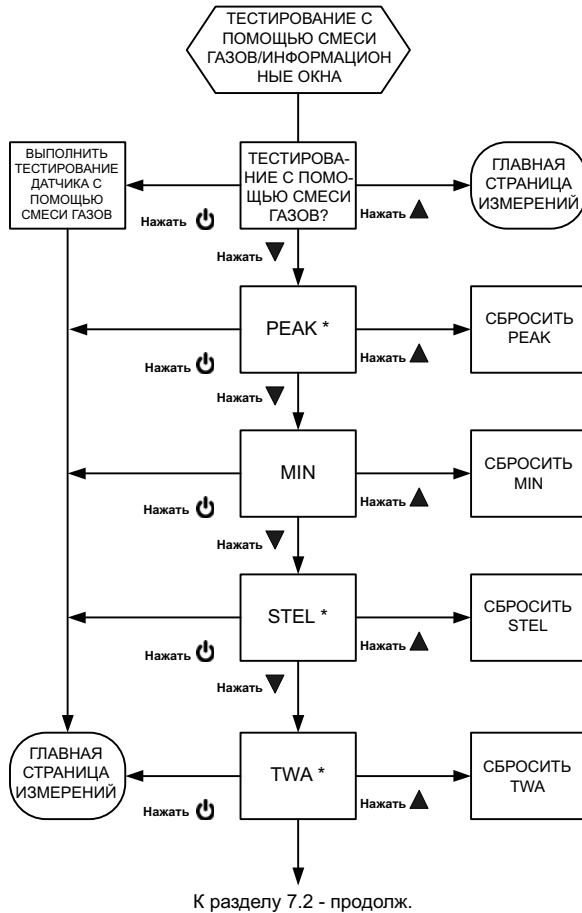 ТЕСТИРОВАНИЕ С
ПОМОЩЬЮ СМЕСИ
ГАЗОВ/ИНФОРМАЦИОН
НЫЕ ОКНА
ВЫПОЛНИТЬ
ТЕСТИРОВАНИЕ
ДАТЧИКА С
ПОМОЩЬЮ
СМЕСИ ГАЗОВ
ТЕСТИРОВА-
НИЕ С ПОМО-
ЩЬЮ СМЕСИ
ГАЗОВ?
ГЛАВНАЯ
СТРАНИЦА
ИЗМЕРЕНИЙ
Нажать
Нажать ▲
Нажать ▼
PEAK *
СБРОСИТЬ
PEAK
Нажать
Нажать ▲
Нажать ▼
MIN
СБРОСИТЬ
MIN
Нажать
Нажать ▲
Нажать ▼
STEL *
СБРОСИТЬ
STEL
Нажать
Нажать ▲
Нажать ▼
ГЛАВНАЯ
СТРАНИЦА
ИЗМЕРЕНИЙ
TWA *
СБРОСИТЬ
TWA
Нажать
Нажать ▲
К разделу 7.2 - продолж.